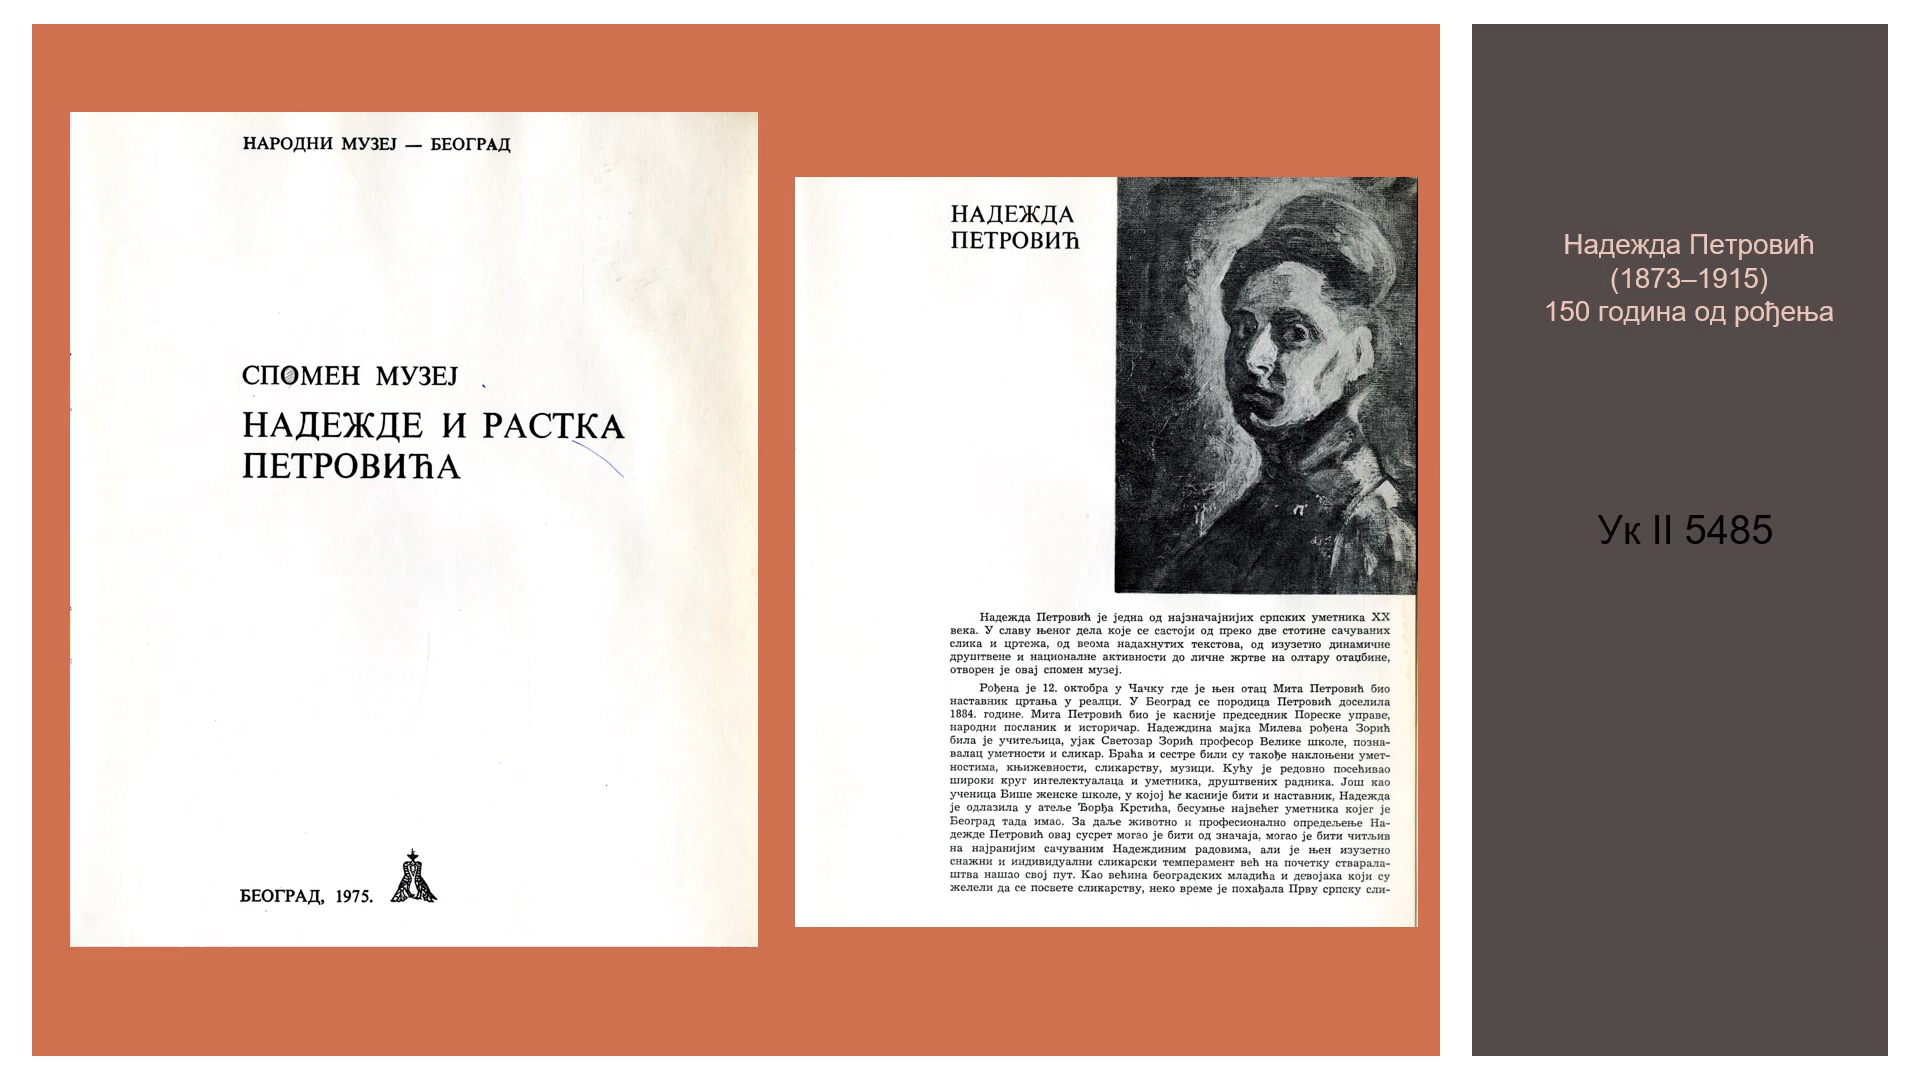 НАРОДНИ МУЗЕЈ — БЕОГРАД
СПОМЕН МУЗЕЈ
НАДЕЖДЕ И РАСТКА
ПЕТРОВИЋА
БЕОГРАД, 1975.
НАДЕЖДА
ПЕТРОВИЋ
Надежда Петровић је једна од најзначајнијих српских уметника XX
века. У славу њеног дела које се састоји од преко две стотине сачуваних
слика и цртежа, од веома надахнутих текстова, од изузетно динамичне
друштвене и националне активности до личне жртве на олтару отаџбине,
отворен је овај спомен музеј.
Рођена је 12. октобра у Чачку где је њен отац Мита Петровић био
наставник цртања у реалци. У Београд се породица Петровић доселила
1884. године. Мита Петровић био је касније председник Пореске управе,
народни посланик и историчар. Надеждина мајка Милева рођена Зорић
била је учитељица, ујак Светозар Зорић професор Велике школе, позна-
валац уметности и сликар. Браћа и сестре били су такође наклоњени умет-
ностима, књижевности, сликарству, музици. Кућу је редовно посећивао
широки круг интелектуалаца и уметника, друштвених радника. Још као
ученица Више женске школе, у којој ће касније бити и наставник, Надежда
је одлазила у атеље Ђорђа Крстића, бесумње највећег уметника којег је
Београд тада имао. За даље животно и професионално опредељење На-
дежде Петровић овај сусрет могао је бити од значаја, могао је бити читљив
на најранијим сачуваним Надеждиним радовима, али је њен изузетно
снажни и индивидуални сликарски темперамент већ на почетку стварала-
штва нашао свој пут. Као већина београдских младића и девојака који су
желели да се посвете сликарству, неко време је похађала Прву српску сли-
Надежда Петровић
(1873–1915)
150 година од рођења
Ук II 5485